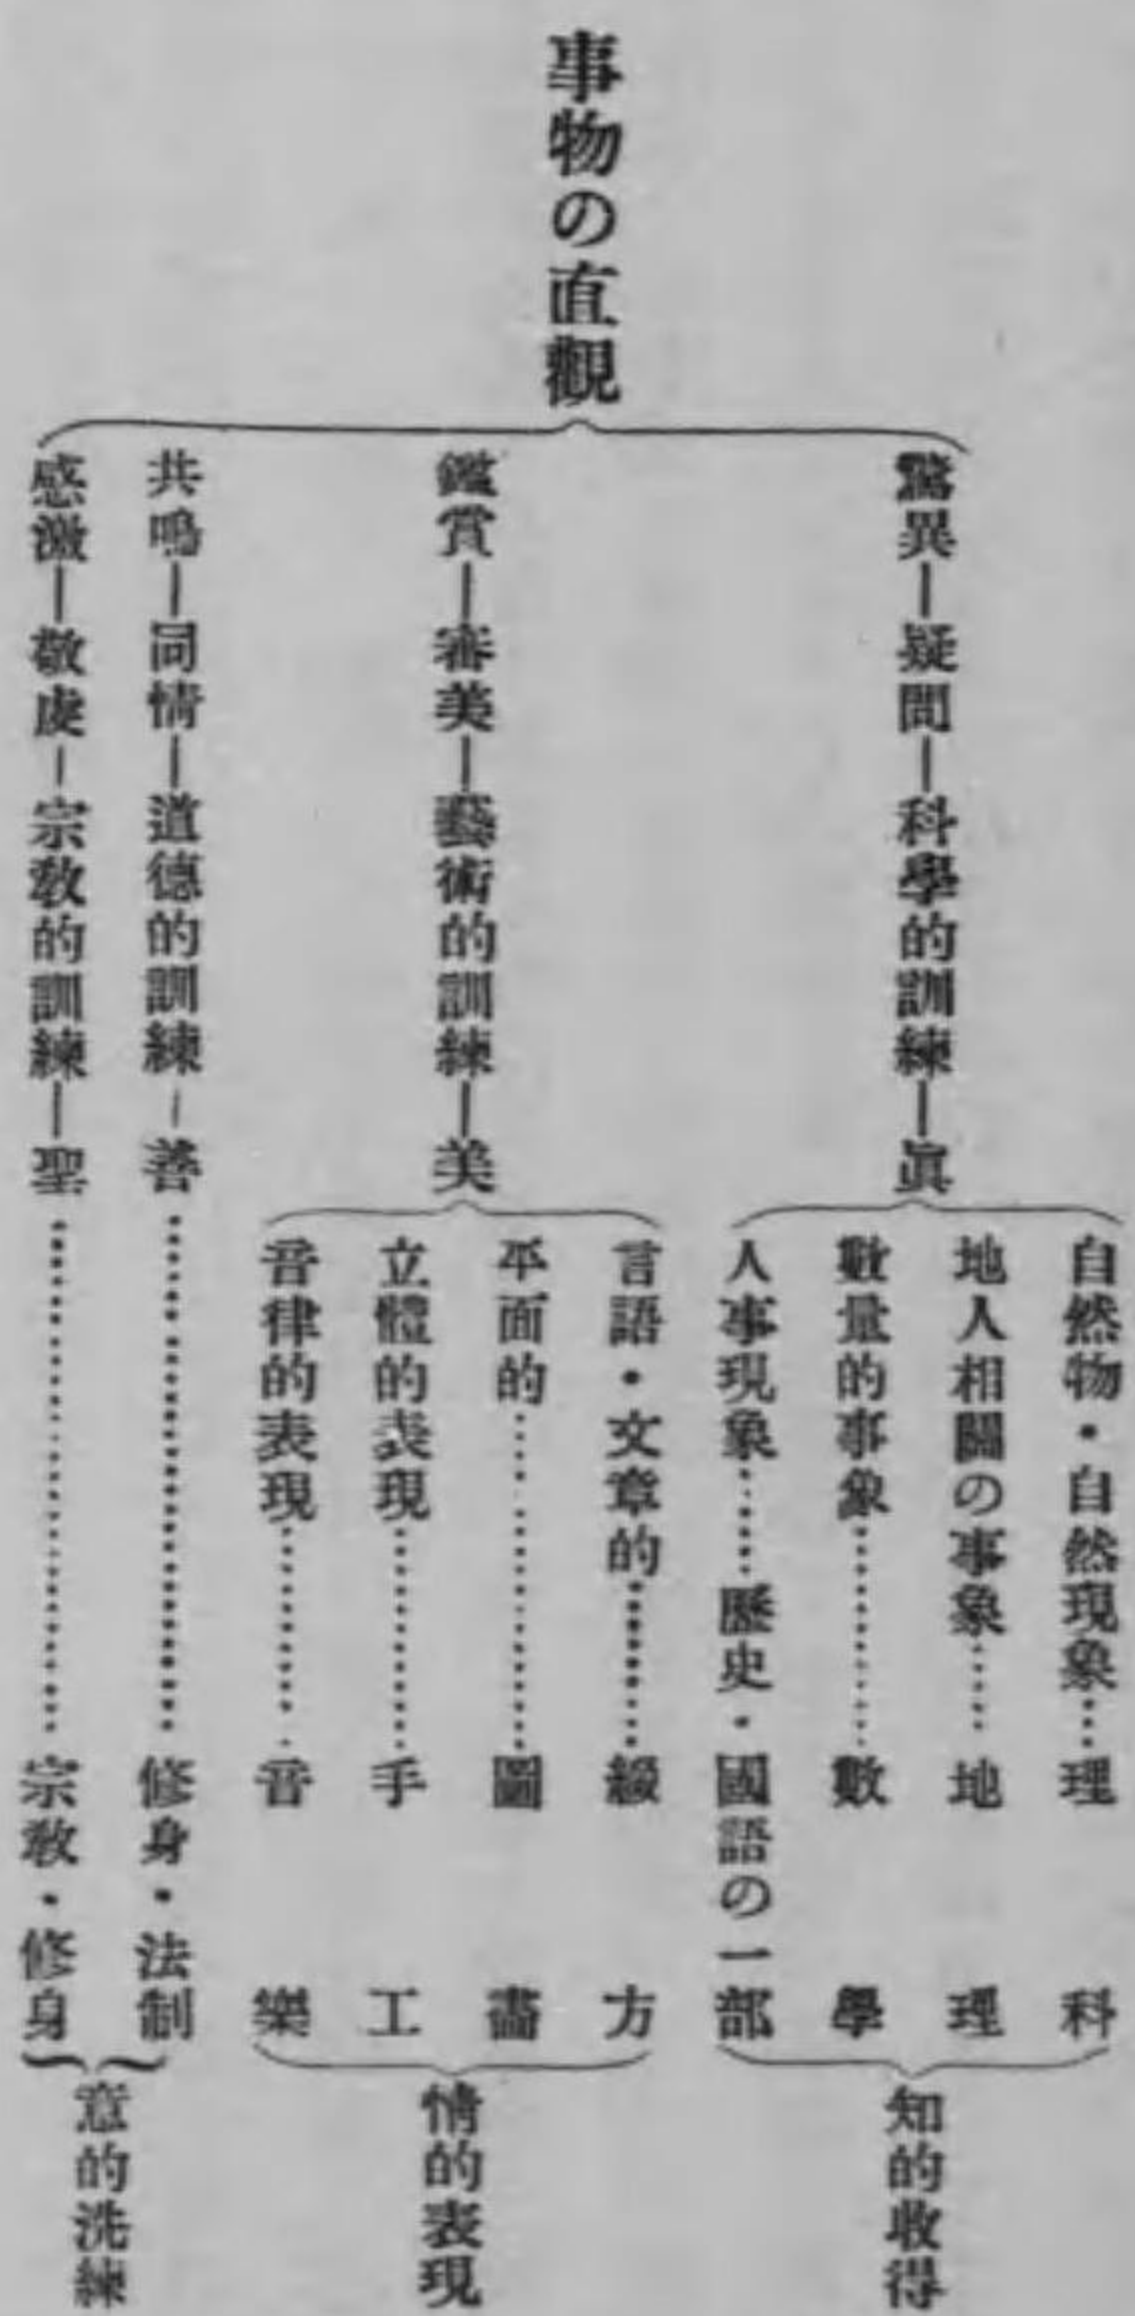 事物の直觀
驚異―疑問―科學的訓練―眞
自然物・自然現象……理科
地人相關の事象……地理
數量的事象……數學
人事現象……歷史・國語の一部
知的收得
鑑賞―審美―藝術的訓練―美
言語・文章的……綴方
平面的……圖畵
立體的表現……手工
音律的表現……音樂
情的表現
共鳴―同情―道德的訓練―善……修身・法制
感激―敬虔―宗敎的訓練―聖……宗敎・修身
意的洗練